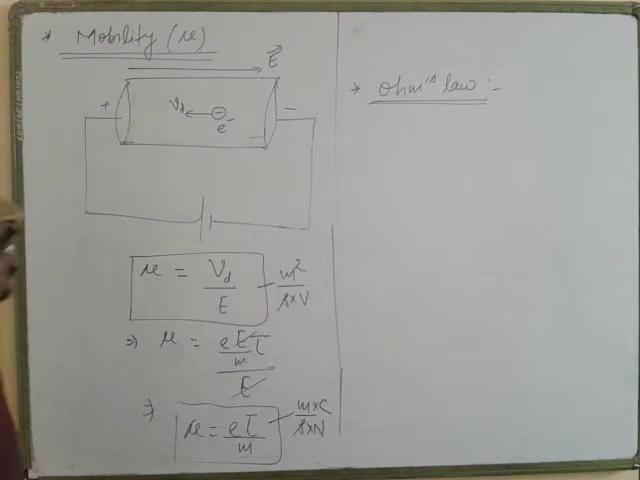 * Mobility (μ)
E⃗
+ Vd ← ⊖ −
e⁻
μ = Vd / E — m² / s×V
⇒ μ = (eEτ / m) / E
⇒ μ = eτ / m — m×C / s×N
* ohm's law :-